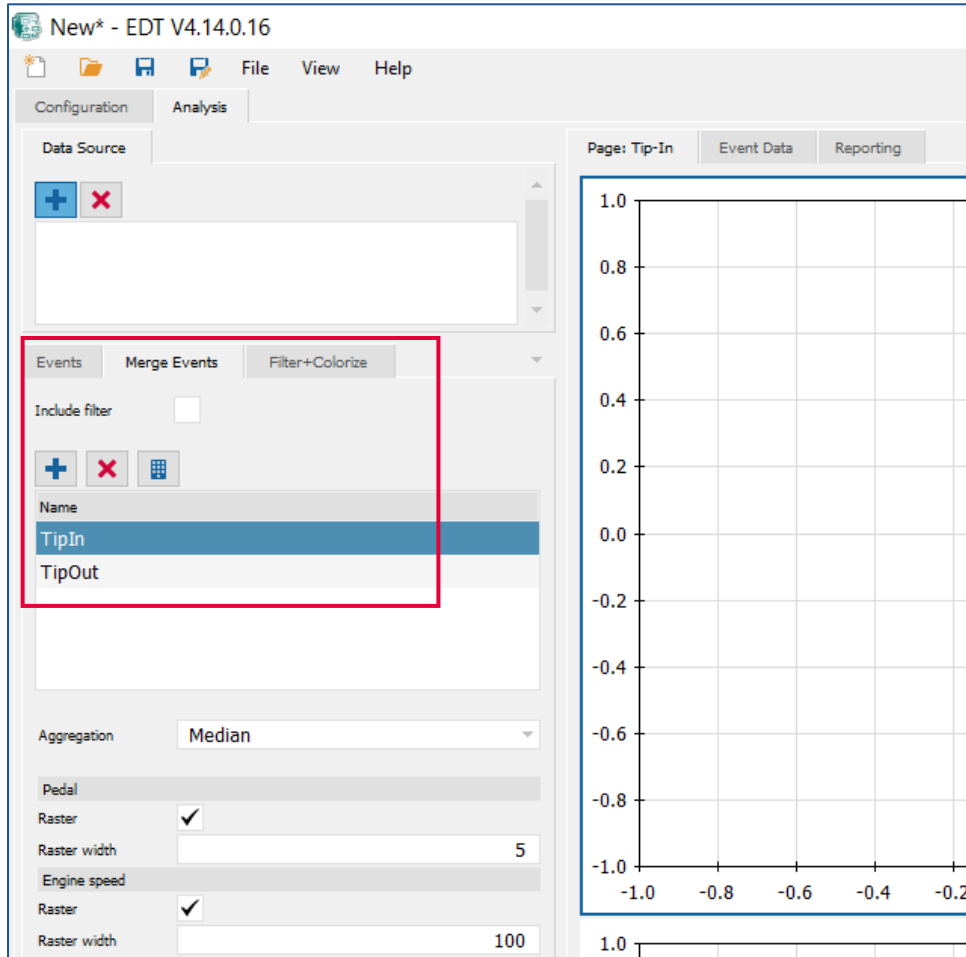 New* - EDT V4.14.0.16
File View Help
Configuration Analysis
Data Source
Page: Tip-In Event Data Reporting
Events Merge Events Filter+Colorize
Include filter
Name
TipIn
TipOut
Aggregation Median
Pedal
Raster
Raster width 5
Engine speed
Raster
Raster width 100
1.0
0.8
0.6
0.4
0.2
0.0
-0.2
-0.4
-0.6
-0.8
-1.0
-1.0 -0.8 -0.6 -0.4 -0.2
1.0